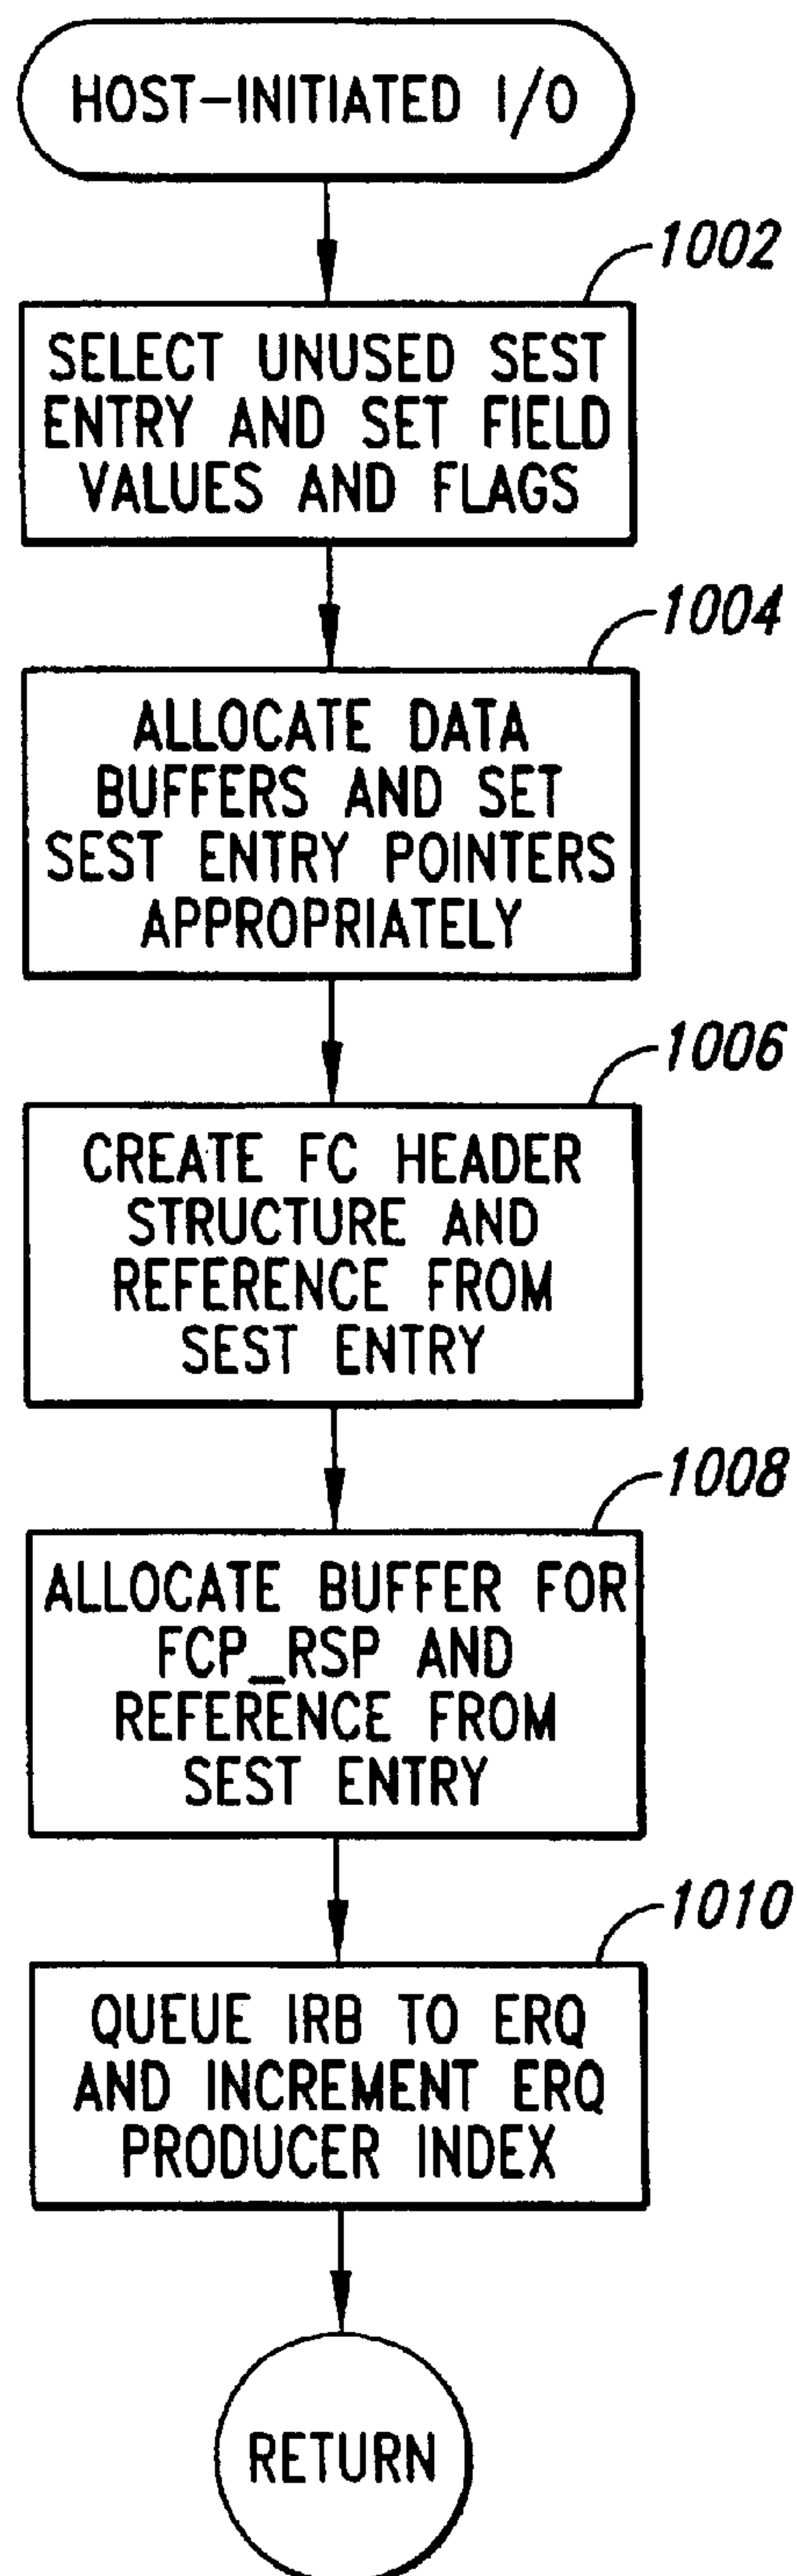 HOST-INITIATED I/O
1002
SELECT UNUSED SEST
ENTRY AND SET FIELD
VALUES AND FLAGS
1004
ALLOCATE DATA
BUFFERS AND SET
SEST ENTRY POINTERS
APPROPRIATELY
1006
CREATE FC HEADER
STRUCTURE AND
REFERENCE FROM
SEST ENTRY
1008
ALLOCATE BUFFER FOR
FCP_RSP AND
REFERENCE FROM
SEST ENTRY
1010
QUEUE IRB TO ERQ
AND INCREMENT ERQ
PRODUCER INDEX
RETURN